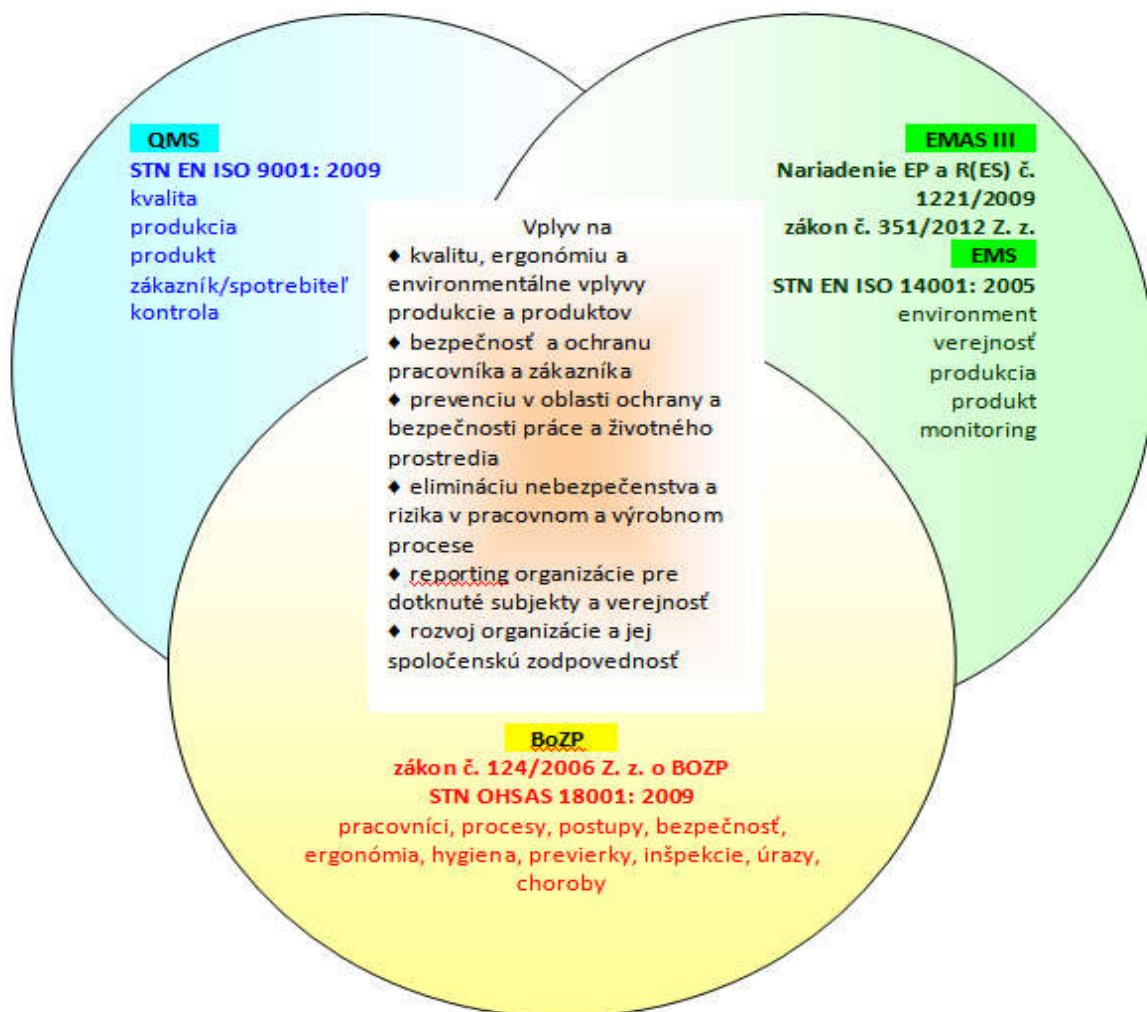 QMS
STN EN ISO 9001: 2009
kvalita
produkcia
produkt
zákazník/spotrebiteľ
kontrola
EMAS III
Nariadenie EP a R(ES) č.
1221/2009
zákon č. 351/2012 Z. z.
EMS
STN EN ISO 14001: 2005
environment
verejnosť
produkcia
produkt
monitoring
Vplyv na
♦ kvalitu, ergonómiu a
environmentálne vplyvy
produkcie a produktov
♦ bezpečnosť a ochranu
pracovníka a zákazníka
♦ prevenciu v oblasti ochrany a
bezpečnosti práce a životného
prostredia
♦ elimináciu nebezpečenstva a
rizika v pracovnom a výrobnom
procese
♦ reporting organizácie pre
dotknuté subjekty a verejnosť
♦ rozvoj organizácie a jej
spoločenskú zodpovednosť
BoZP
zákon č. 124/2006 Z. z. o BOZP
STN OHSAS 18001: 2009
pracovníci, procesy, postupy, bezpečnosť,
ergonómia, hygiena, previerky, inšpekcie, úrazy,
choroby